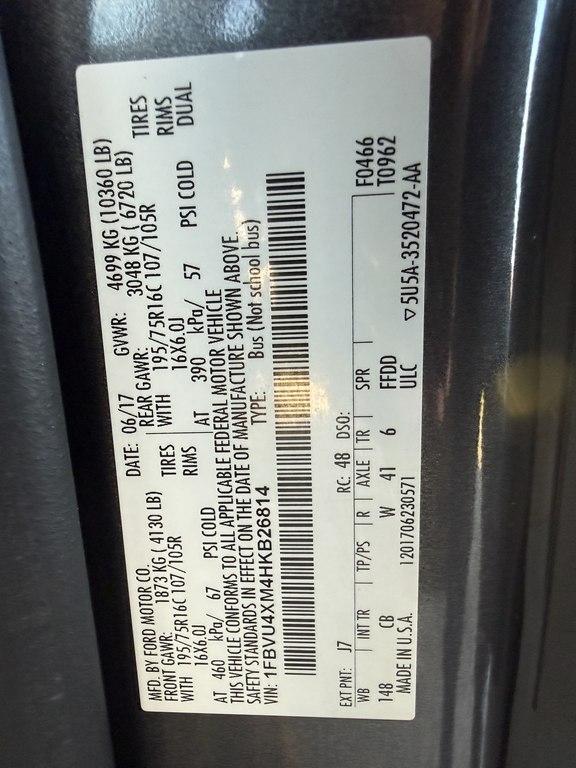 MFD. BY FORD MOTOR CO. DATE: 06/17 GVWR: 4699 KG (10360 LB)
FRONT GAWR: 1873 KG ( 4130 LB) REAR GAWR: 3048 KG ( 6720 LB)
WITH 195/75R16C 107/105R TIRES WITH 195/75R16C 107/105R TIRES
16X6.0J RIMS 16X6.0J RIMS
AT 460 kPa/ 67 PSI COLD AT 390 kPa/ 57 PSI COLD DUAL
THIS VEHICLE CONFORMS TO ALL APPLICABLE FEDERAL MOTOR VEHICLE
SAFETY STANDARDS IN EFFECT ON THE DATE OF MANUFACTURE SHOWN ABOVE.
VIN: 1FBVU4XM4HKB26814 TYPE: Bus (Not school bus)
EXT PNT: J7 RC: 48 DSO: F0466
WB INT TR TP/PS R AXLE TR SPR T0962
148 CB W 41 6 FFDD
MADE IN U.S.A. 1201706230571 ULC ▽5U5A-3520472-AA